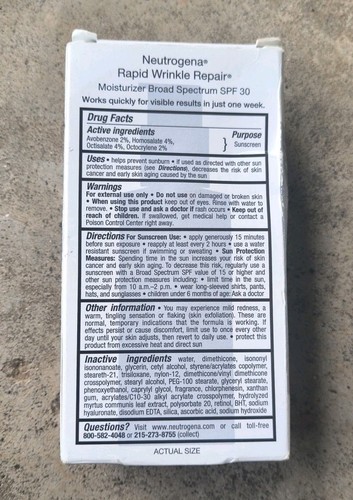 Neutrogena®
Rapid Wrinkle Repair®
Moisturizer Broad Spectrum SPF 30
Works quickly for visible results in just one week.
Drug Facts
Active ingredients
Purpose
Avobenzone 2%, Homosalate 4%,
Octisalate 4%, Octocrylene 2%
} Sunscreen
Uses • helps prevent sunburn • if used as directed with other sun
protection measures (see Directions), decreases the risk of skin
cancer and early skin aging caused by the sun
Warnings
For external use only • Do not use on damaged or broken skin
• When using this product keep out of eyes. Rinse with water to
remove. • Stop use and ask a doctor if rash occurs • Keep out of
reach of children. If swallowed, get medical help or contact a
Poison Control Center right away.
Directions For Sunscreen Use: • apply generously 15 minutes
before sun exposure • reapply at least every 2 hours • use a water
resistant sunscreen if swimming or sweating • Sun Protection
Measures: Spending time in the sun increases your risk of skin
cancer and early skin aging. To decrease this risk, regularly use a
sunscreen with a Broad Spectrum SPF value of 15 or higher and
other sun protection measures including: • limit time in the sun,
especially from 10 a.m.–2 p.m. • wear long-sleeved shirts, pants,
hats, and sunglasses • children under 6 months of age: Ask a doctor
Other information • You may experience mild redness, a
warm, tingling sensation or flaking (skin exfoliation). These are
normal, temporary indications that the formula is working. If
effects persist or cause discomfort, limit use to once every other
day until your skin adjusts, then revert to daily use. • protect this
product from excessive heat and direct sun
Inactive ingredients water, dimethicone, isononyl
isononanoate, glycerin, cetyl alcohol, styrene/acrylates copolymer,
steareth-21, trisiloxane, nylon-12, dimethicone/vinyl dimethicone
crosspolymer, stearyl alcohol, PEG-100 stearate, glyceryl stearate,
phenoxyethanol, caprylyl glycol, fragrance, chlorphenesin, xanthan
gum, acrylates/C10-30 alkyl acrylate crosspolymer, hydrolyzed
myrtus communis leaf extract, polysorbate 20, retinol, BHT, sodium
hyaluronate, disodium EDTA, silica, ascorbic acid, sodium hydroxide
Questions? Visit www.neutrogena.com or call toll-free
800-582-4048 or 215-273-8755 (collect)
ACTUAL SIZE